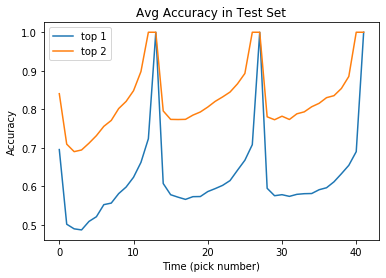 Avg Accuracy in Test Set
top 1
top 2
1.0
0.9
0.8
0.7
0.6
0.5
Accuracy
0 10 20 30 40
Time (pick number)